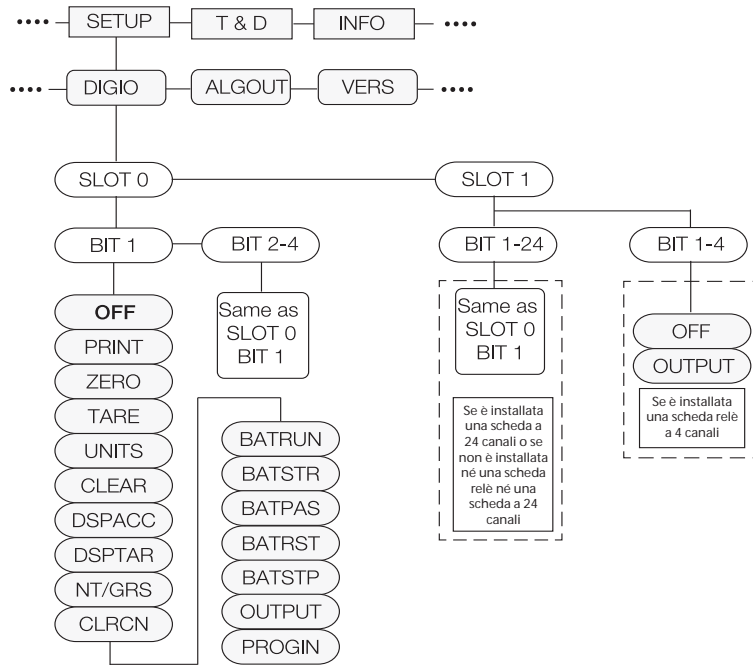 •••• SETUP T & D INFO ••••
•••• DIGIO ALGOUT VERS ••••
SLOT 0 SLOT 1
BIT 1 BIT 2-4 BIT 1-24 BIT 1-4
OFF
PRINT
ZERO
TARE
UNITS
CLEAR
DSPACC
DSPTAR
NT/GRS
CLRCN
BATRUN
BATSTR
BATPAS
BATRST
BATSTP
OUTPUT
PROGIN
Same as
SLOT 0
BIT 1
Same as
SLOT 0
BIT 1
Se è installata
una scheda a
24 canali o se
non è installata
né una scheda
relè né una
scheda a 24
canali
OFF
OUTPUT
Se è installata
una scheda relè
a 4 canali